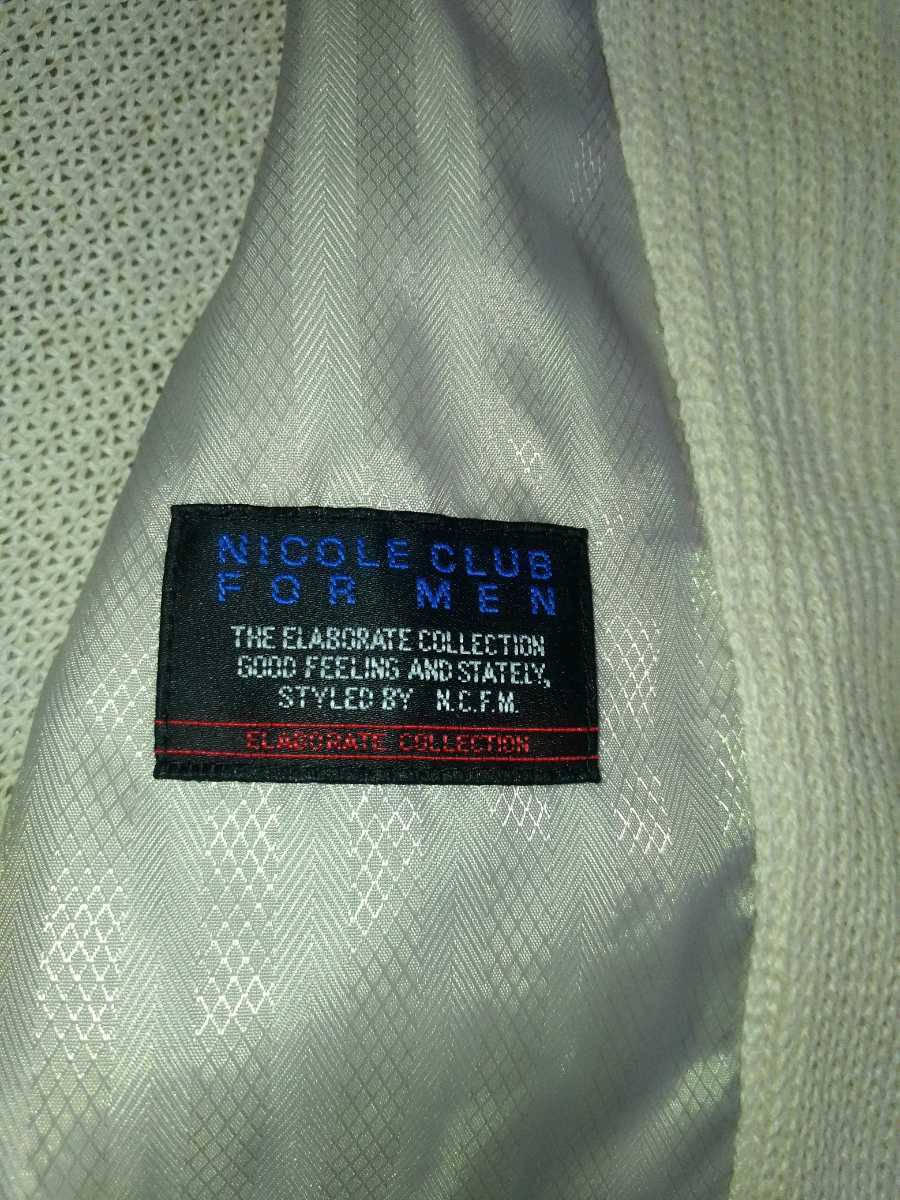 NICOLE CLUB
FOR MEN
THE ELABORATE COLLECTION
GOOD FEELING AND STATELY,
STYLED BY N.C.F.M.
ELABORATE COLLECTION